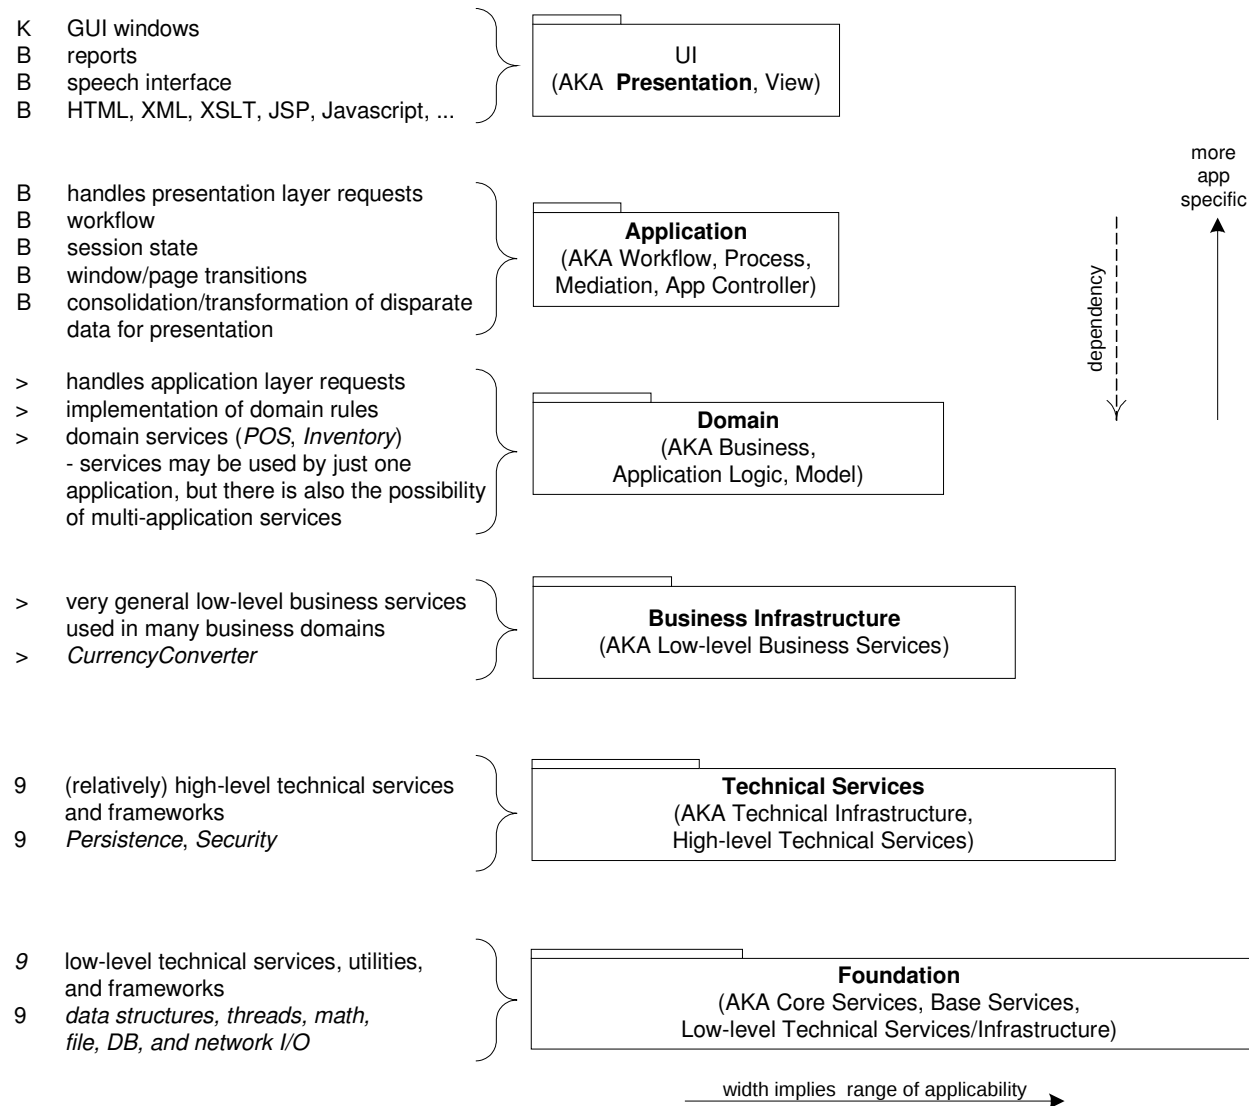 K GUI windows
B reports
B speech interface
B HTML, XML, XSLT, JSP, Javascript, ...
UI
(AKA Presentation, View)
more
app
specific
dependency
B handles presentation layer requests
B workflow
B session state
B window/page transitions
B consolidation/transformation of disparate
data for presentation
Application
(AKA Workflow, Process,
Mediation, App Controller)
> handles application layer requests
> implementation of domain rules
> domain services (POS, Inventory)
- services may be used by just one
application, but there is also the possibility
of multi-application services
Domain
(AKA Business,
Application Logic, Model)
> very general low-level business services
used in many business domains
> CurrencyConverter
Business Infrastructure
(AKA Low-level Business Services)
9 (relatively) high-level technical services
and frameworks
9 Persistence, Security
Technical Services
(AKA Technical Infrastructure,
High-level Technical Services)
9 low-level technical services, utilities,
and frameworks
9 data structures, threads, math,
file, DB, and network I/O
Foundation
(AKA Core Services, Base Services,
Low-level Technical Services/Infrastructure)
width implies range of applicability